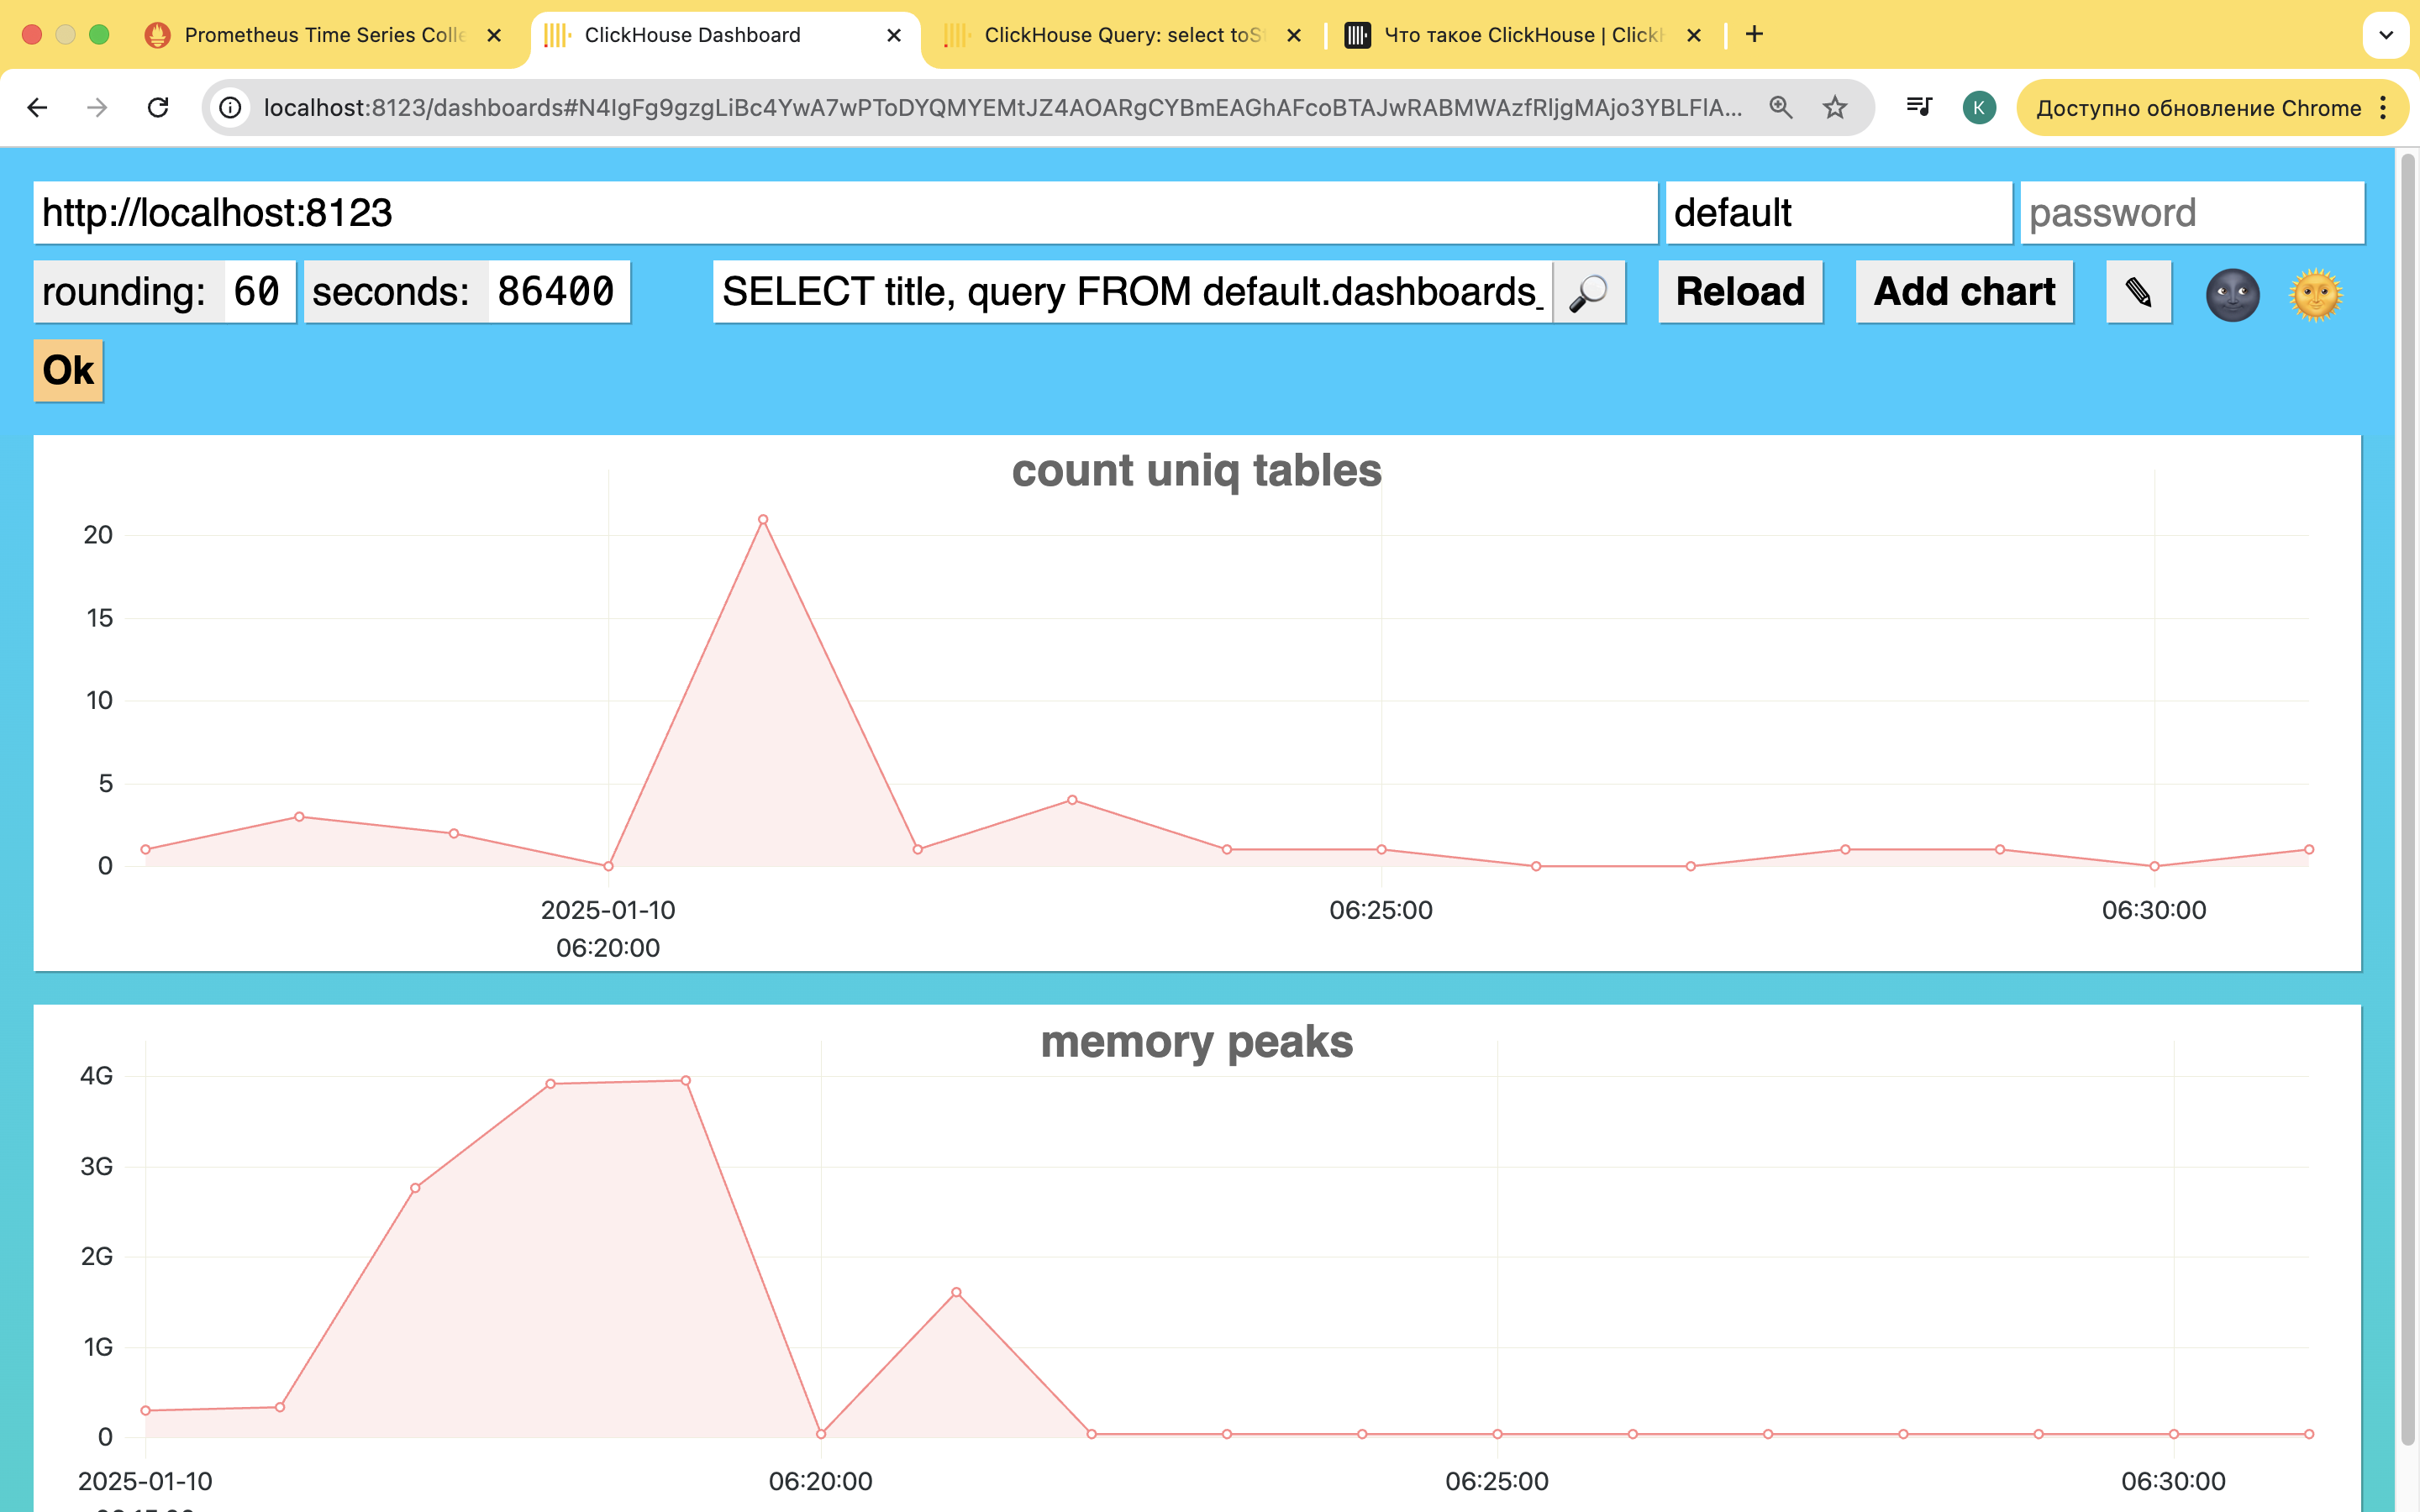 Prometheus Time Series Colle
ClickHouse Dashboard
ClickHouse Query: select toSt
Что такое ClickHouse | Click
localhost:8123/dashboards#N4IgFg9gzgLiBc4YwA7wPToDYQMYEMtJZ4AOARgCYBmEAGhAFcoBTAJwRABMWAzfRljgMAjo3YBLFlA...
K
Доступно обновление Chrome
http://localhost:8123
default
password
rounding: 60
seconds: 86400
SELECT title, query FROM default.dashboards_
Reload
Add chart
Ok
count uniq tables
20
15
10
5
0
2025-01-10
06:20:00
06:25:00
06:30:00
memory peaks
4G
3G
2G
1G
0
2025-01-10
06:20:00
06:25:00
06:30:00